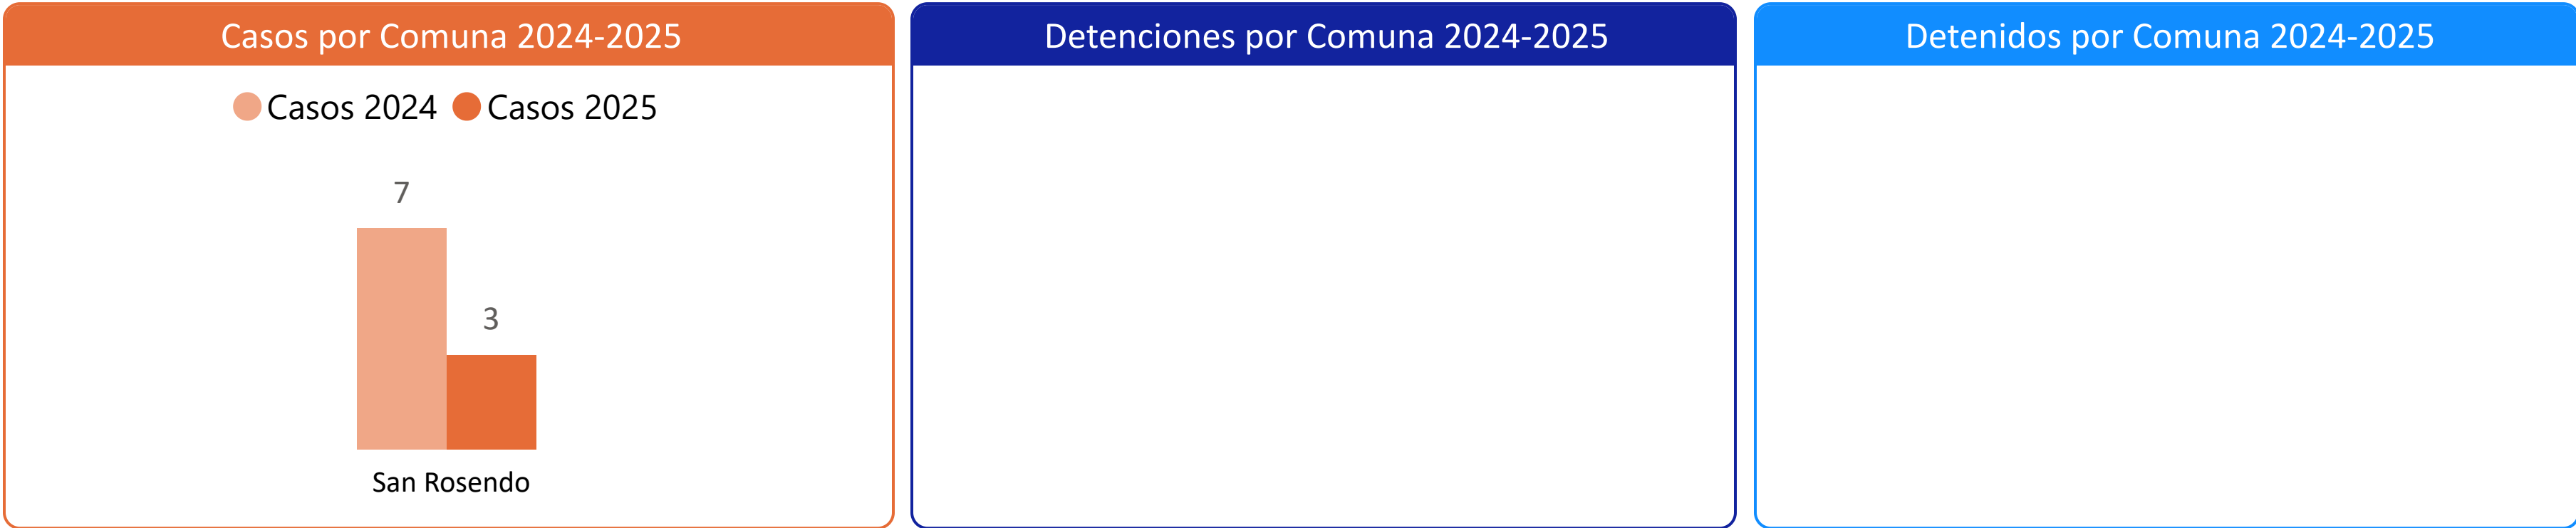 Casos por Comuna 2024-2025
Casos 2024 Casos 2025
7
3
San Rosendo
Detenciones por Comuna 2024-2025
Detenidos por Comuna 2024-2025